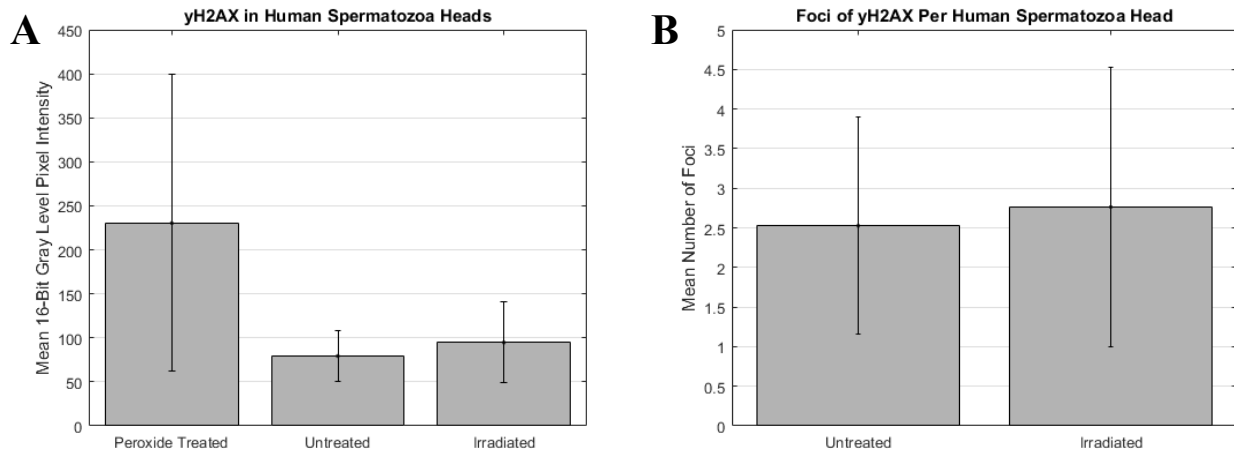 A
yH2AX in Human Spermatozoa Heads
Mean 16-Bit Gray Level Pixel Intensity
450
400
350
300
250
200
150
100
50
0
Peroxide Treated
Untreated
Irradiated
B
Foci of yH2AX Per Human Spermatozoa Head
Mean Number of Foci
5
4.5
4
3.5
3
2.5
2
1.5
1
0.5
0
Untreated
Irradiated